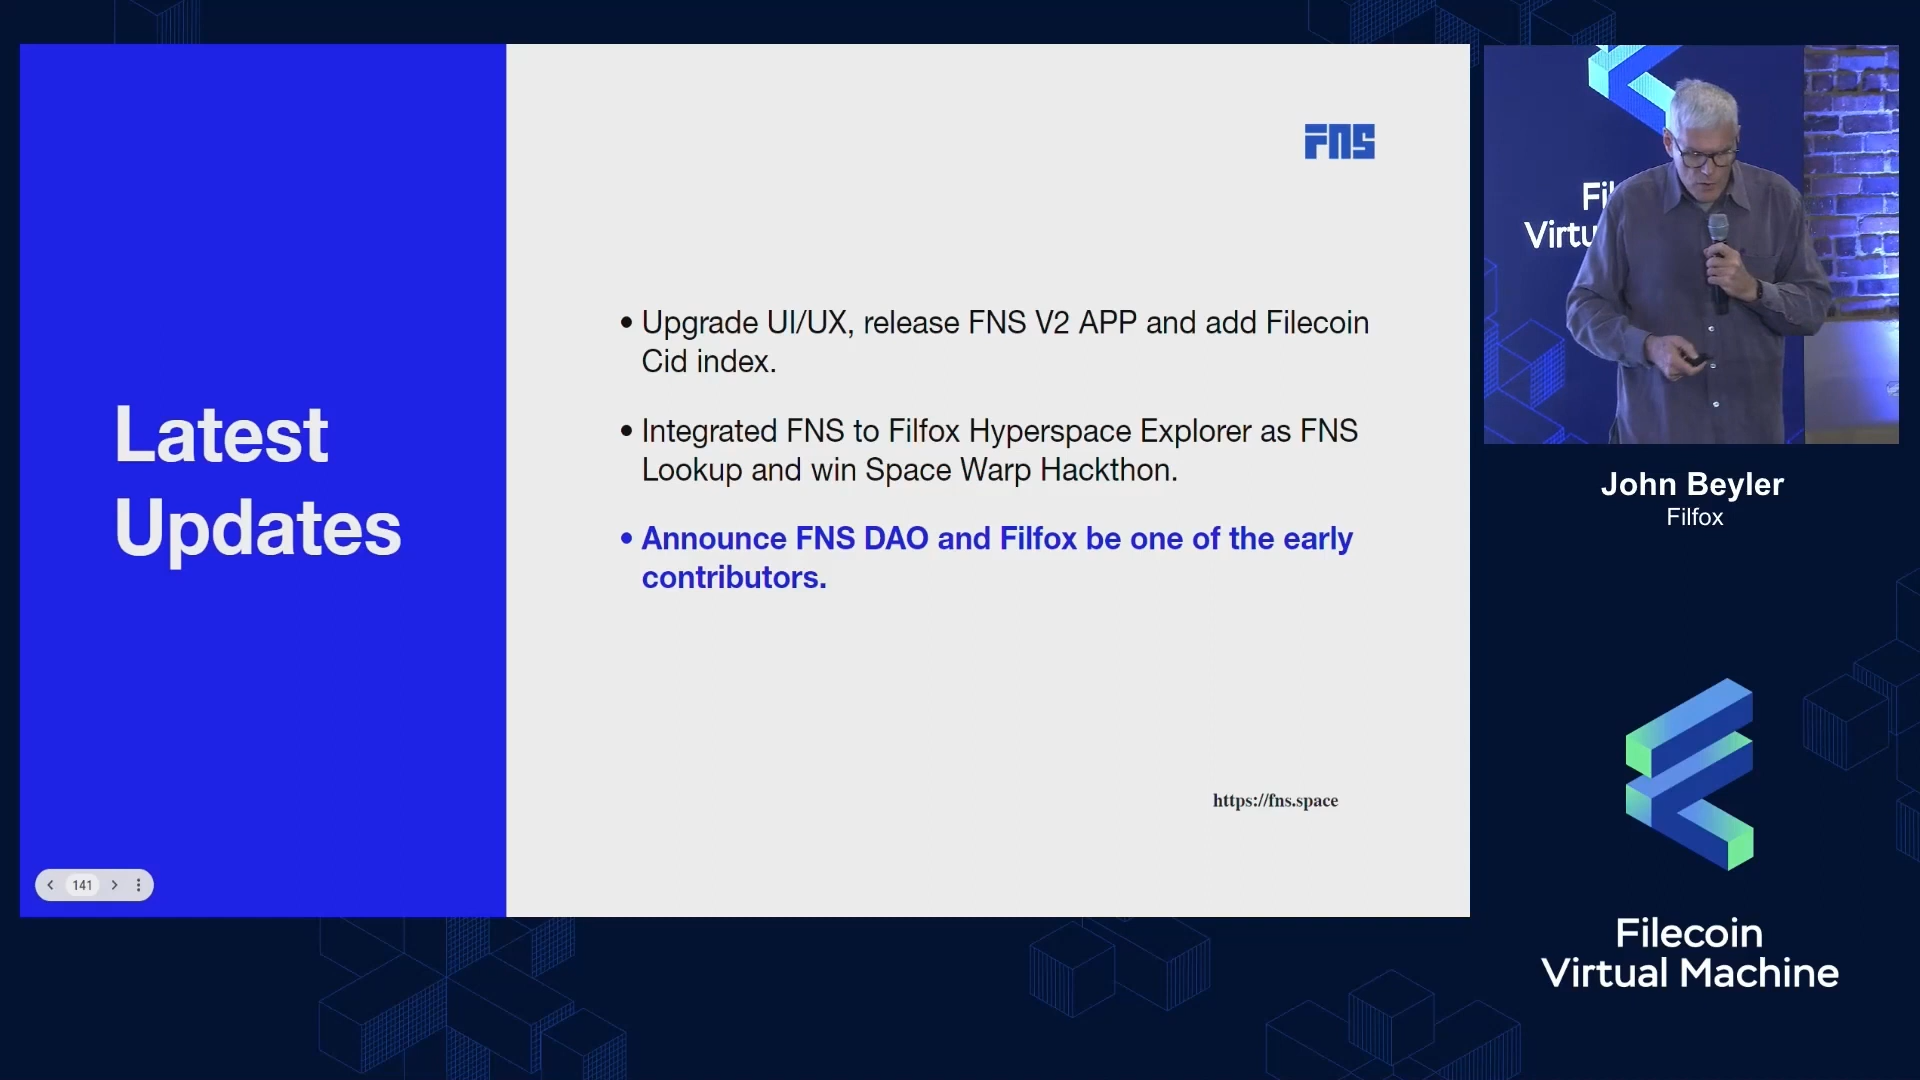 Latest
Updates
FNS
• Upgrade UI/UX, release FNS V2 APP and add Filecoin
Cid index.
• Integrated FNS to Filfox Hyperspace Explorer as FNS
Lookup and win Space Warp Hackthon.
• Announce FNS DAO and Filfox be one of the early
contributors.
https://fns.space
141
Fil
Virtu
John Beyler
Filfox
Filecoin
Virtual Machine